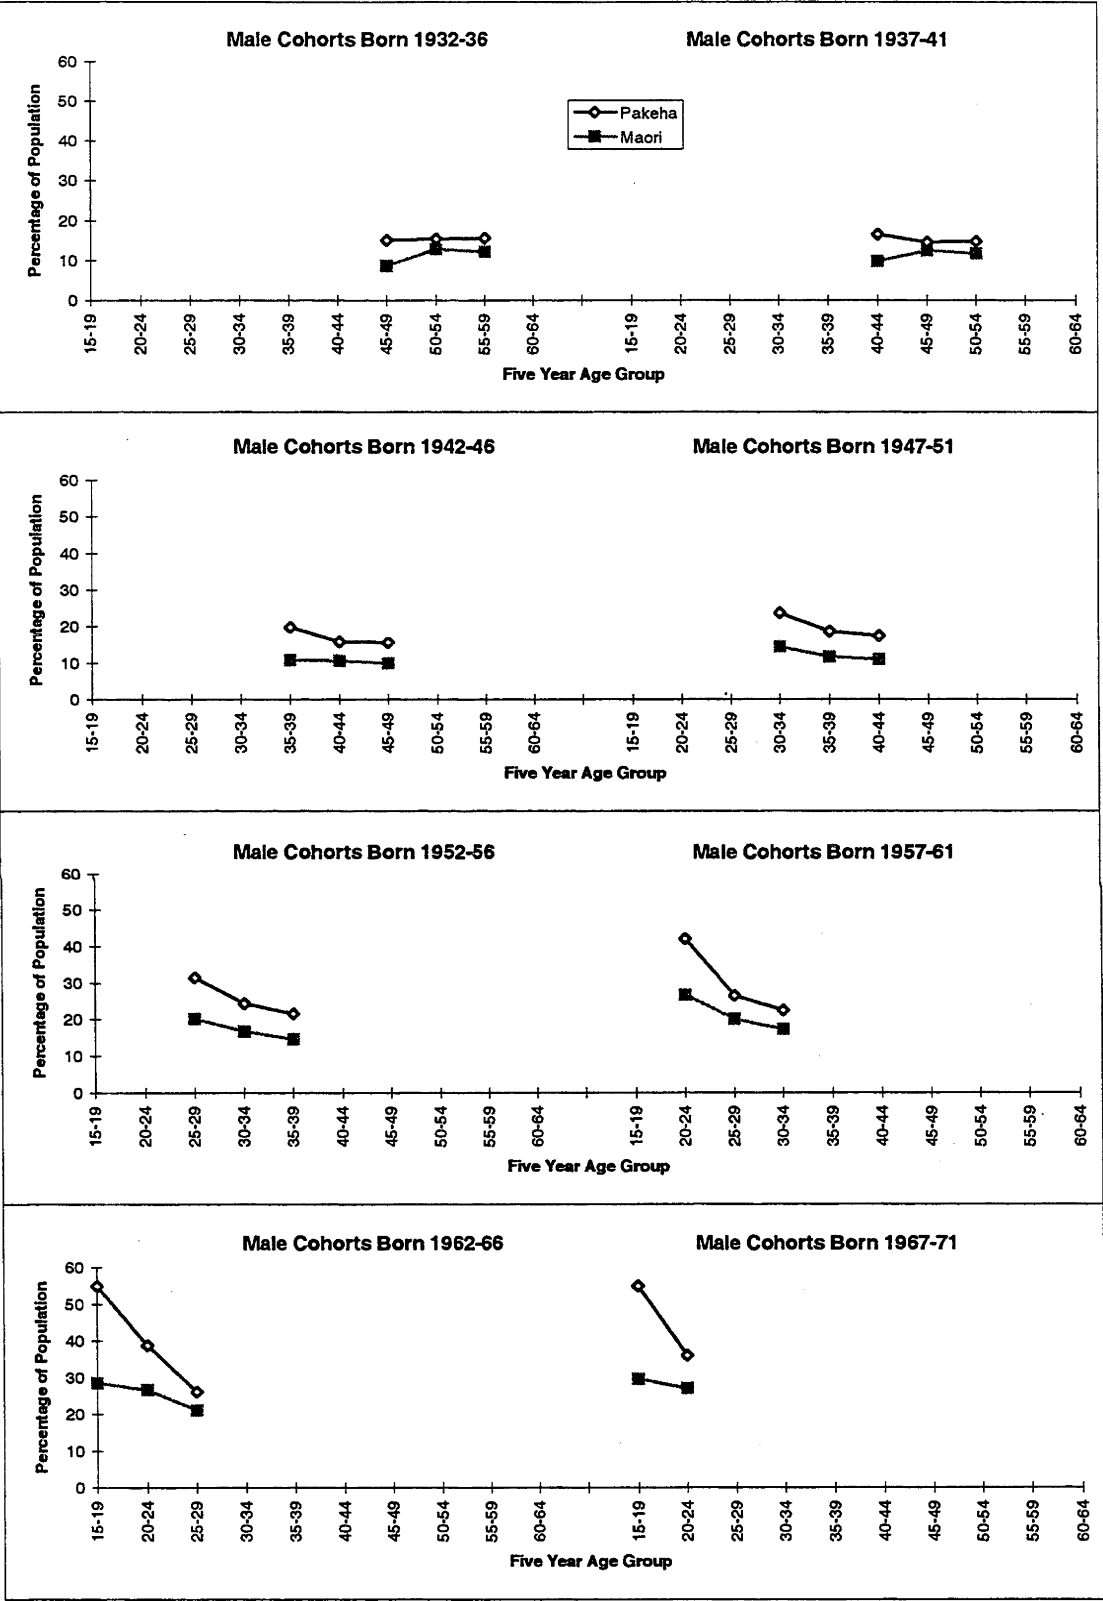 Male Cohorts Born 1932-36
Male Cohorts Born 1937-41
Percentage of Population
60
50
40
30
20
10
0
Pakeha
Maori
15-19 20-24 25-29 30-34 35-39 40-44 45-49 50-54 55-59 60-64 15-19 20-24 25-29 30-34 35-39 40-44 45-49 50-54 55-59 60-64
Five Year Age Group
Male Cohorts Born 1942-46
Male Cohorts Born 1947-51
Percentage of Population
60
50
40
30
20
10
0
15-19 20-24 25-29 30-34 35-39 40-44 45-49 50-54 55-59 60-64 15-19 20-24 25-29 30-34 35-39 40-44 45-49 50-54 55-59 60-64
Five Year Age Group
Male Cohorts Born 1952-56
Male Cohorts Born 1957-61
Percentage of Population
60
50
40
30
20
10
0
15-19 20-24 25-29 30-34 35-39 40-44 45-49 50-54 55-59 60-64 15-19 20-24 25-29 30-34 35-39 40-44 45-49 50-54 55-59 60-64
Five Year Age Group
Male Cohorts Born 1962-66
Male Cohorts Born 1967-71
Percentage of Population
60
50
40
30
20
10
0
15-19 20-24 25-29 30-34 35-39 40-44 45-49 50-54 55-59 60-64 15-19 20-24 25-29 30-34 35-39 40-44 45-49 50-54 55-59 60-64
Five Year Age Group